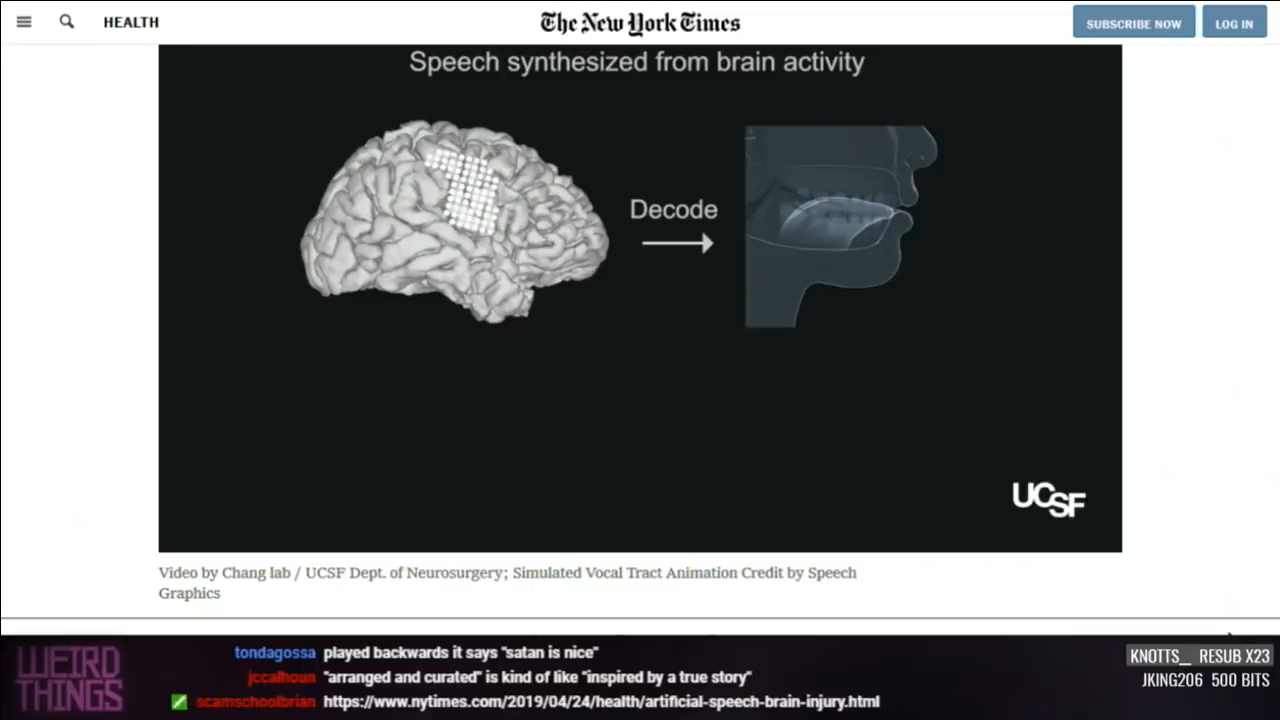 HEALTH
The New York Times
SUBSCRIBE NOW
LOG IN
Speech synthesized from brain activity
Decode
UCSF
Video by Chang lab / UCSF Dept. of Neurosurgery; Simulated Vocal Tract Animation Credit by Speech
Graphics
WEIRD
THINGS
tondagossa played backwards it says "satan is nice"
jccalhoun "arranged and curated" is kind of like "inspired by a true story"
scamschoolbrian https://www.nytimes.com/2019/04/24/health/artificial-speech-brain-injury.html
KNOTTS_ RESUB X23
JKING206 500 BITS